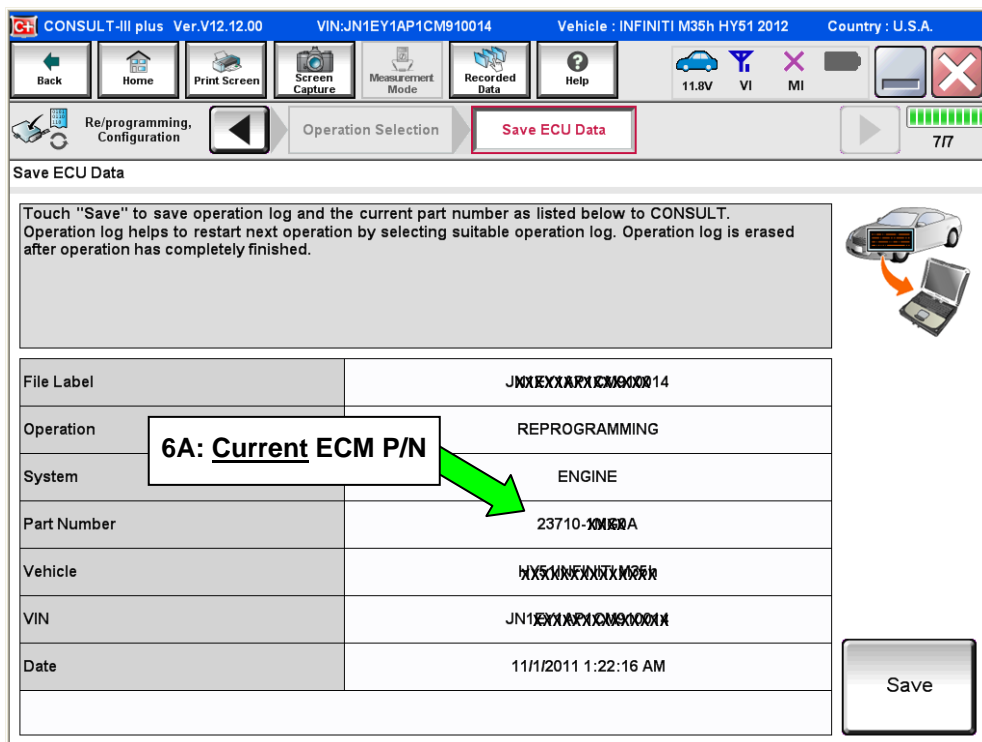 C+ CONSULT-III plus Ver.V12.12.00 VIN:JN1EY1AP1CM910014 Vehicle : INFINITI M35h HY51 2012 Country : U.S.A.
Back Home Print Screen Screen Capture Measurement Mode Recorded Data Help 11.8V VI MI
Re/programming, Configuration Operation Selection Save ECU Data 7/7
Save ECU Data
Touch "Save" to save operation log and the current part number as listed below to CONSULT.
Operation log helps to restart next operation by selecting suitable operation log. Operation log is erased
after operation has completely finished.
File Label
Operation REPROGRAMMING
6A: Current ECM P/N
System ENGINE
Part Number
Vehicle
VIN
Date 11/1/2011 1:22:16 AM
Save